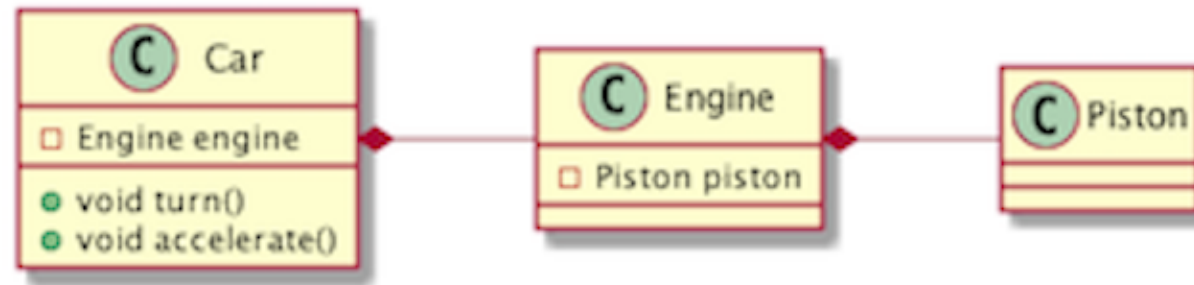 C Car
Engine engine
void turn()
void accelerate()
C Engine
Piston piston
C Piston